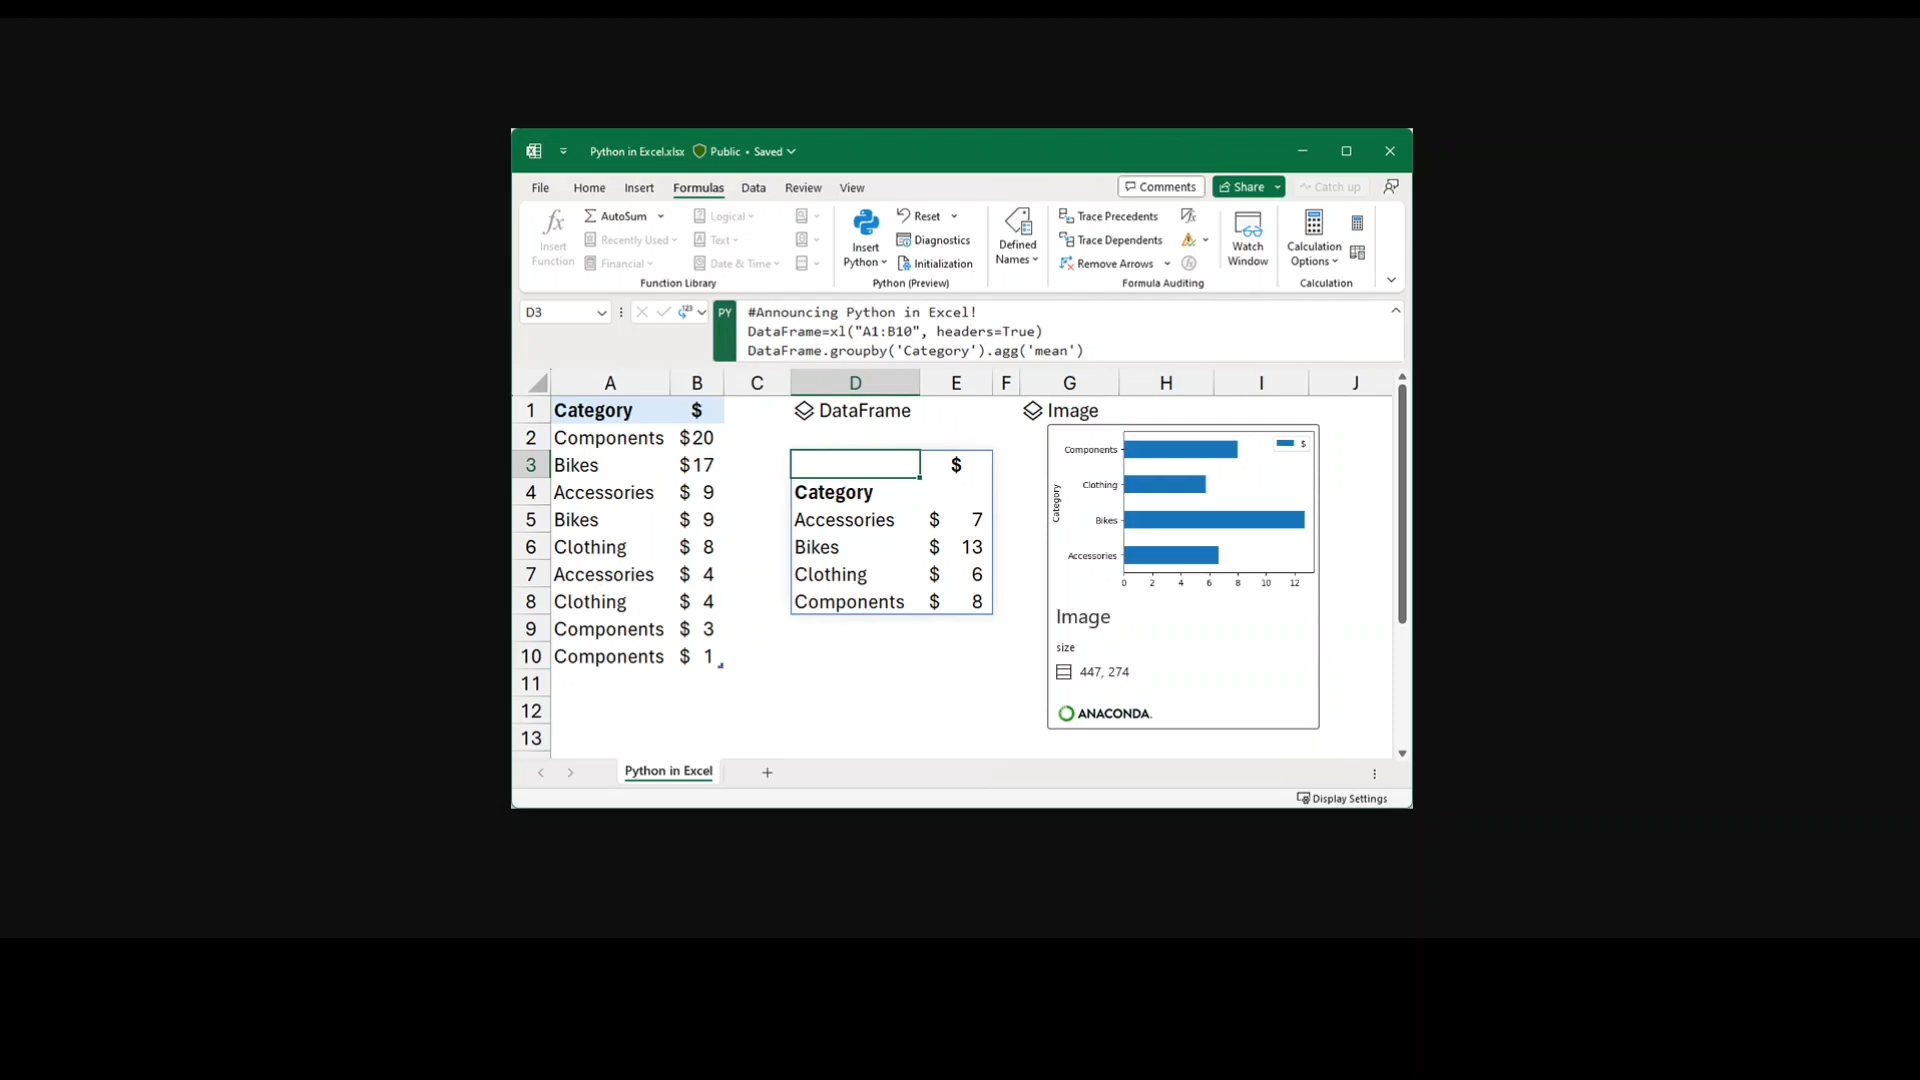 Python in Excel.xlsx Public • Saved
File Home Insert Formulas Data Review View Comments Share Catch up
Insert Function
AutoSum
Recently Used
Financial
Logical
Text
Date & Time
Function Library
Insert Python
Reset
Diagnostics
Initialization
Python (Preview)
Defined Names
Trace Precedents
Trace Dependents
Remove Arrows
Formula Auditing
Watch Window
Calculation Options
Calculation
D3
PY
#Announcing Python in Excel!
DataFrame=xl("A1:B10", headers=True)
DataFrame.groupby('Category').agg('mean')
A B C D E F G H I J
1 Category $ DataFrame Image
2 Components $20
3 Bikes $17 $
4 Accessories $ 9 Category
5 Bikes $ 9 Accessories $ 7
6 Clothing $ 8 Bikes $ 13
7 Accessories $ 4 Clothing $ 6
8 Clothing $ 4 Components $ 8
9 Components $ 3
10 Components $ 1
11
12
13
$
Category
Components
Clothing
Bikes
Accessories
0 2 4 6 8 10 12
Image
size
447, 274
ANACONDA.
Python in Excel
Display Settings